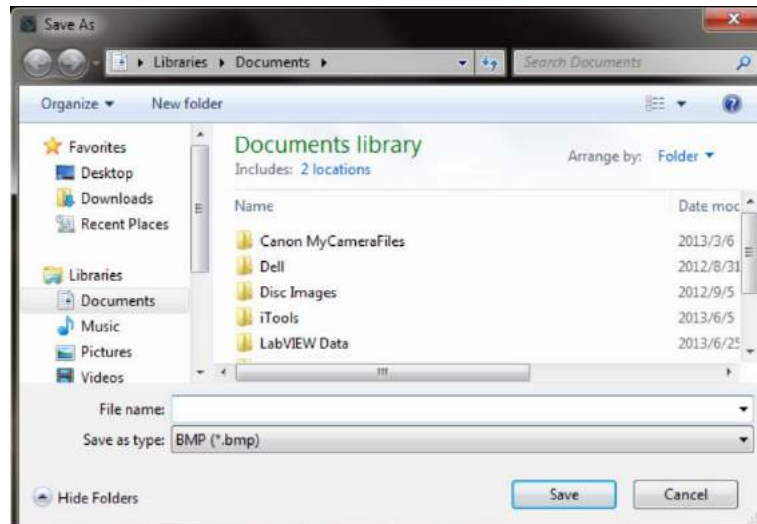 Save As
Libraries Documents
Search Documents
Organize New folder
Favorites
Desktop
Downloads
Recent Places
Libraries
Documents
Music
Pictures
Videos
Documents library
Includes: 2 locations
Arrange by: Folder
Name Date moc
Canon MyCameraFiles 2013/3/6
Dell 2012/8/31
Disc Images 2012/9/5
iTools 2013/6/5
LabVIEW Data 2013/6/25
File name:
Save as type: BMP (*.bmp)
Hide Folders Save Cancel